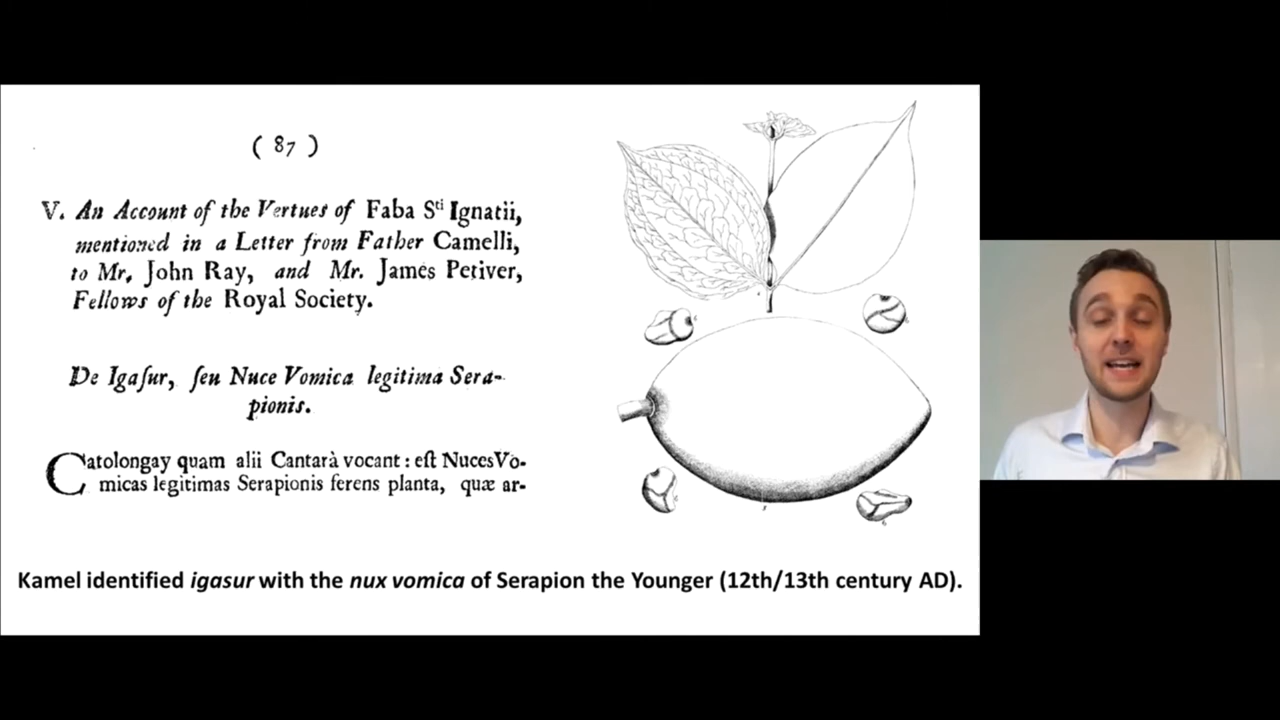 ( 87 )
V. An Account of the Vertues of Faba Sti Ignatii,
mentioned in a Letter from Father Camelli,
to Mr. John Ray, and Mr. James Petiver,
Fellows of the Royal Society.
De Igaſur, ſeu Nuce Vomica legitima Sera-
pionis.
Catolongay quam alii Cantarà vocant : eſt Nuces Vo-
micas legitimas Serapionis ferens planta, quæ ar-
Kamel identified igasur with the nux vomica of Serapion the Younger (12th/13th century AD).